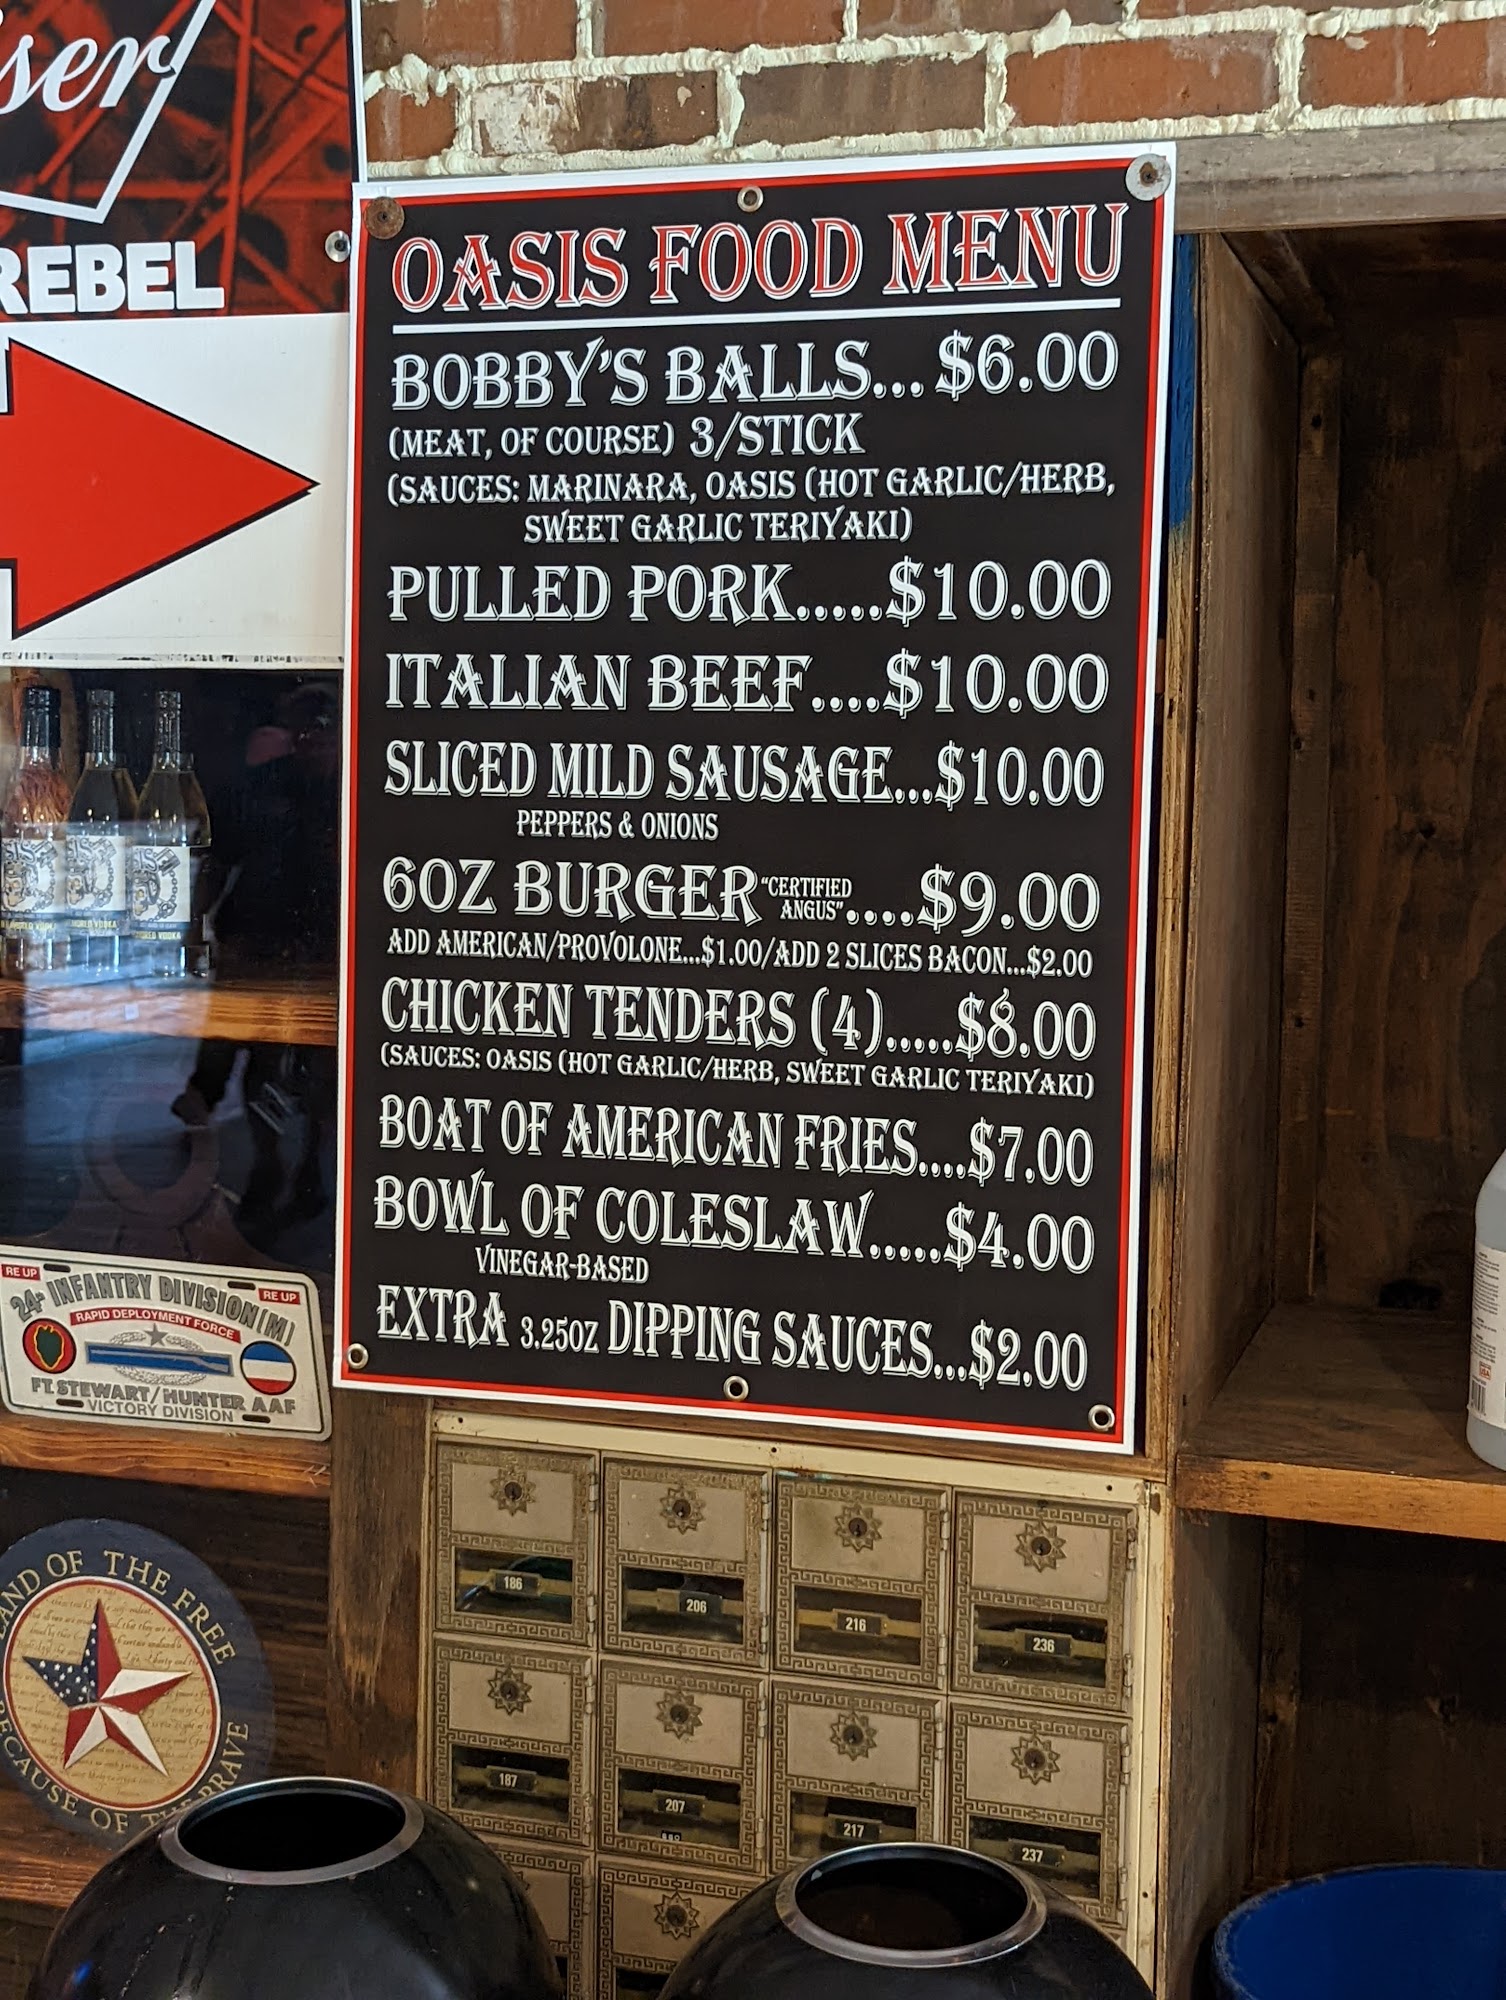 REBEL
OASIS FOOD MENU
BOBBY'S BALLS... $6.00
(MEAT, OF COURSE) 3/STICK
(SAUCES: MARINARA, OASIS (HOT GARLIC/HERB,
SWEET GARLIC TERIYAKI)
PULLED PORK.....$10.00
ITALIAN BEEF....$10.00
SLICED MILD SAUSAGE...$10.00
PEPPERS & ONIONS
6OZ BURGER "CERTIFIED ANGUS"....$9.00
ADD AMERICAN/PROVOLONE...$1.00/ADD 2 SLICES BACON...$2.00
CHICKEN TENDERS (4).....$8.00
(SAUCES: OASIS (HOT GARLIC/HERB, SWEET GARLIC TERIYAKI)
BOAT OF AMERICAN FRIES....$7.00
BOWL OF COLESLAW.....$4.00
VINEGAR-BASED
EXTRA 3.25OZ DIPPING SAUCES...$2.00
RE UP
RE UP
24th INFANTRY DIVISION (M)
RAPID DEPLOYMENT FORCE
FT. STEWART/HUNTER AAF
VICTORY DIVISION
LAND OF THE FREE
BECAUSE OF THE BRAVE
186
206
216
236
187
207
217
237